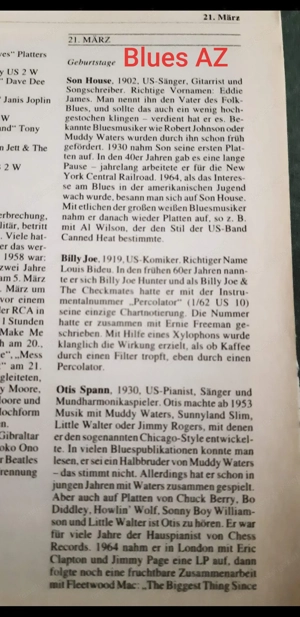 21. März
21. MÄRZ
Blues AZ
Geburtstage
Son House, 1902, US-Sänger, Gitarrist und
Songschreiber. Richtige Vornamen: Eddie
James. Man nennt ihn den Vater des Folk-
Blues, und sollte das auch ein wenig hoch-
gestochen klingen – verdient hat er es. Be-
kannte Bluesmusiker wie Robert Johnson oder
Muddy Waters wurden durch ihn schon früh
gefördert. 1930 nahm Son seine ersten Plat-
ten auf. In den 40er Jahren gab es eine lange
Pause – jahrelang arbeitete er für die New
York Central Railroad. 1964, als das Interes-
se am Blues in der amerikanischen Jugend
wach wurde, besann man sich auf Son House.
Mit etlichen der großen weißen Bluesmusiker
nahm er danach wieder Platten auf, so z. B.
mit Al Wilson, der den Stil der US-Band
Canned Heat bestimmte.
Billy Joe, 1919, US-Komiker. Richtiger Name
Louis Bideu. In den frühen 60er Jahren nann-
te er sich Billy Joe Hunter und als Billy Joe &
The Checkmates hatte er mit der Instru-
mentalnummer „Percolator“ (1/62 US 10)
seine einzige Chartnotierung. Die Nummer
hatte er zusammen mit Ernie Freeman ge-
schrieben. Mit Hilfe eines Xylophons wurde
klanglich die Wirkung erzielt, als ob Kaffee
durch einen Filter tropft, eben durch einen
Percolator.
Otis Spann, 1930, US-Pianist, Sänger und
Mundharmonikaspieler. Otis machte ab 1953
Musik mit Muddy Waters, Sunnyland Slim,
Little Walter oder Jimmy Rogers, mit denen
er den sogenannten Chicago-Style entwickel-
te. In vielen Bluespublikationen konnte man
lesen, er sei ein Halbbruder von Muddy Waters
– das stimmt nicht. Allerdings hat er schon in
jungen Jahren mit Waters zusammen gespielt.
Aber auch auf Platten von Chuck Berry, Bo
Diddley, Howlin' Wolf, Sonny Boy William-
son und Little Walter ist Otis zu hören. Er war
für viele Jahre der Hauspianist von Chess
Records. 1964 nahm er in London mit Eric
Clapton und Jimmy Page eine LP auf, dann
folgte noch eine fruchtbare Zusammenarbeit
mit Fleetwood Mac: „The Biggest Thing Since
ves“ Platters
y US 2 W
“ Dave Dee
Janis Joplin
W
and“ Tony
n Jett & The
2 W
erbrechung,
litär, betritt
. Viele hat-
er das wer-
1958 war:
zwei Jahre
am 5. März
. März um
vor einem
der RCA in
1 Stunden
Make Me
h am 20..
e“, „Mess
“ am 21.
gleiteten,
y Moore,
Moore und
Hochform
n.
Gibraltar
oko Ono
r Beatles
rennung